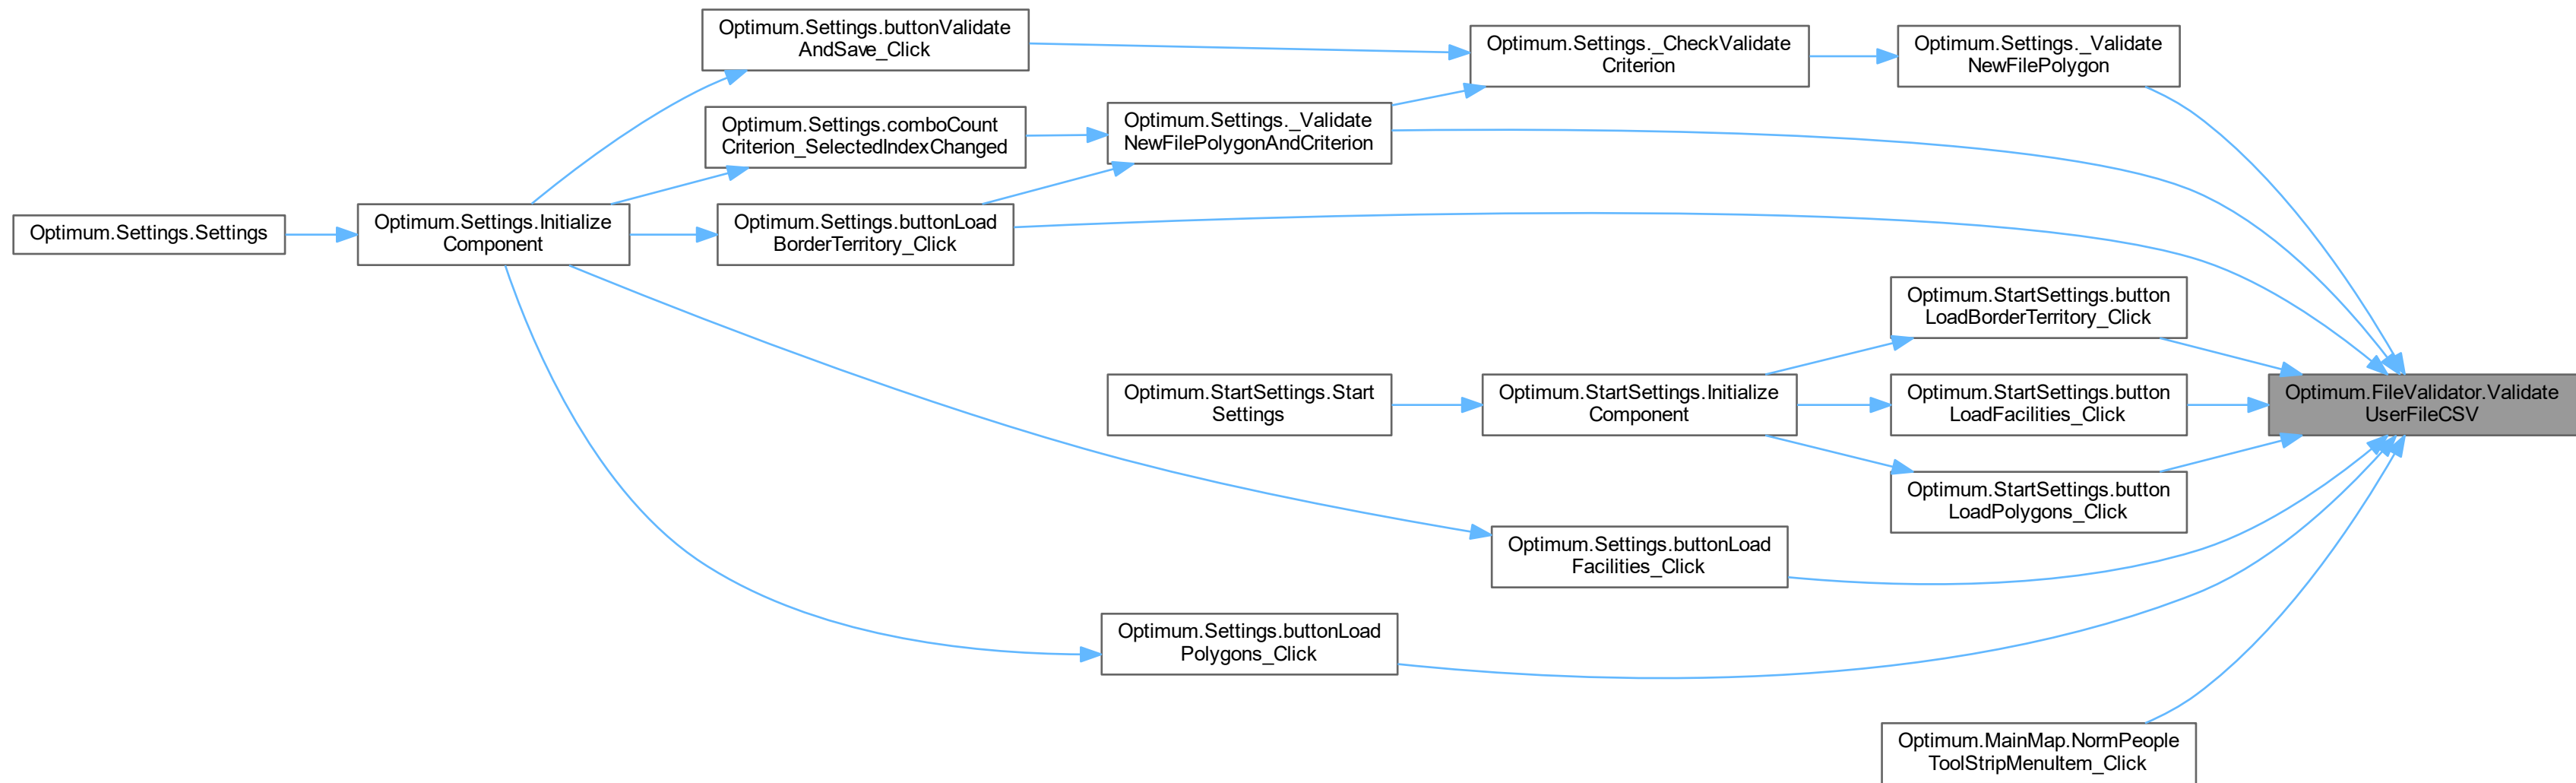 Optimum.Settings.buttonValidate
AndSave_Click
Optimum.Settings._CheckValidate
Criterion
Optimum.Settings._Validate
NewFilePolygon
Optimum.Settings.comboCount
Criterion_SelectedIndexChanged
Optimum.Settings._Validate
NewFilePolygonAndCriterion
Optimum.Settings.Settings
Optimum.Settings.Initialize
Component
Optimum.Settings.buttonLoad
BorderTerritory_Click
Optimum.StartSettings.button
LoadBorderTerritory_Click
Optimum.StartSettings.Start
Settings
Optimum.StartSettings.Initialize
Component
Optimum.StartSettings.button
LoadFacilities_Click
Optimum.FileValidator.Validate
UserFileCSV
Optimum.StartSettings.button
LoadPolygons_Click
Optimum.Settings.buttonLoad
Facilities_Click
Optimum.Settings.buttonLoad
Polygons_Click
Optimum.MainMap.NormPeople
ToolStripMenuItem_Click